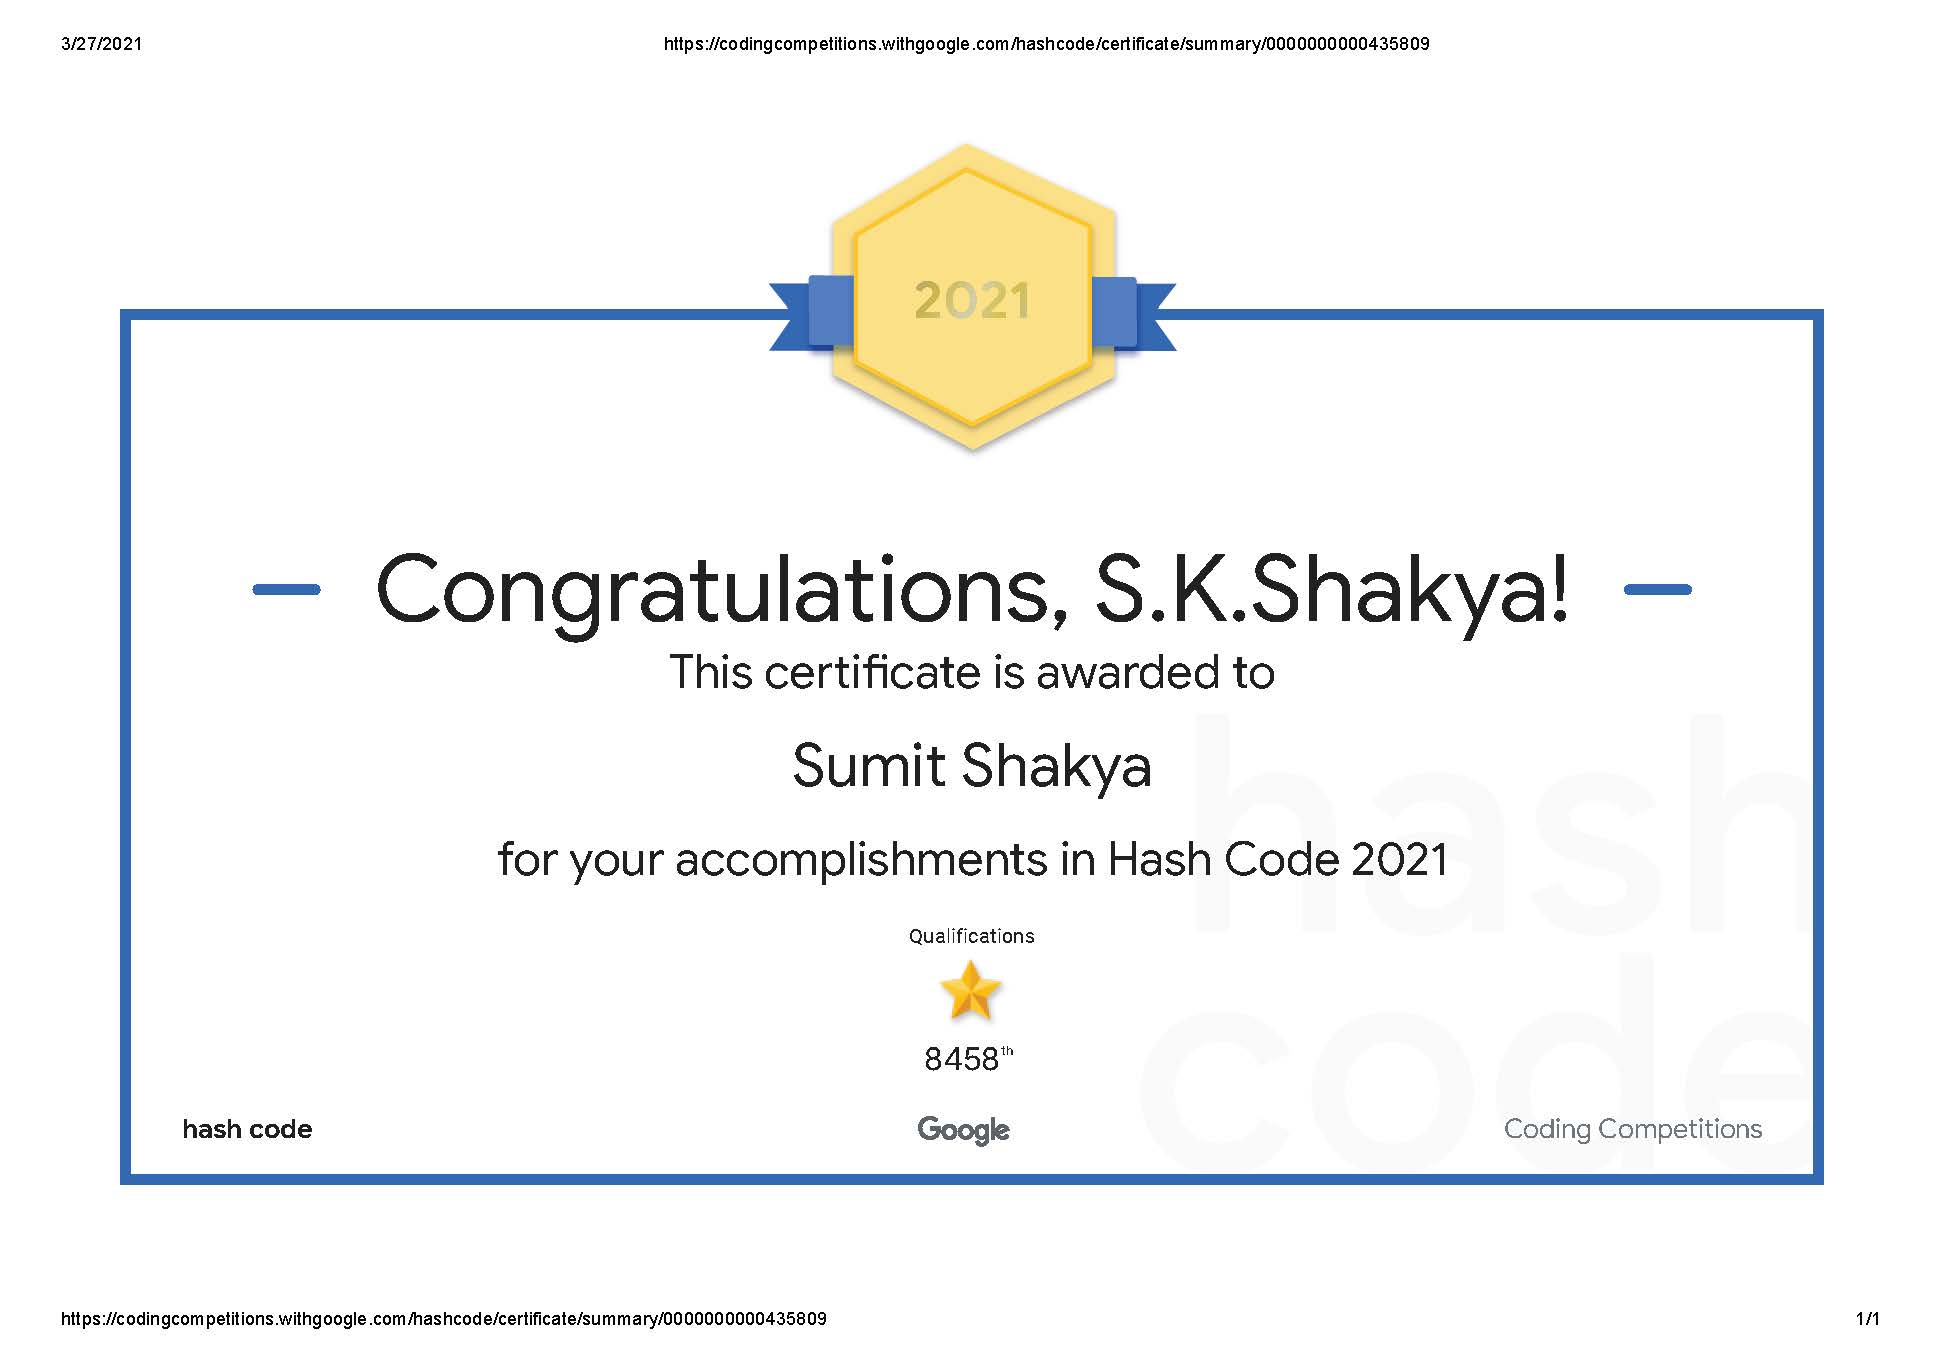 3/27/2021
https://codingcompetitions.withgoogle.com/hashcode/certificate/summary/0000000000435809
2021
Congratulations, S.K.Shakya!
This certificate is awarded to
Sumit Shakya
for your accomplishments in Hash Code 2021
Qualifications
8458th
hash code
Google
Coding Competitions
hash
code
https://codingcompetitions.withgoogle.com/hashcode/certificate/summary/0000000000435809
1/1